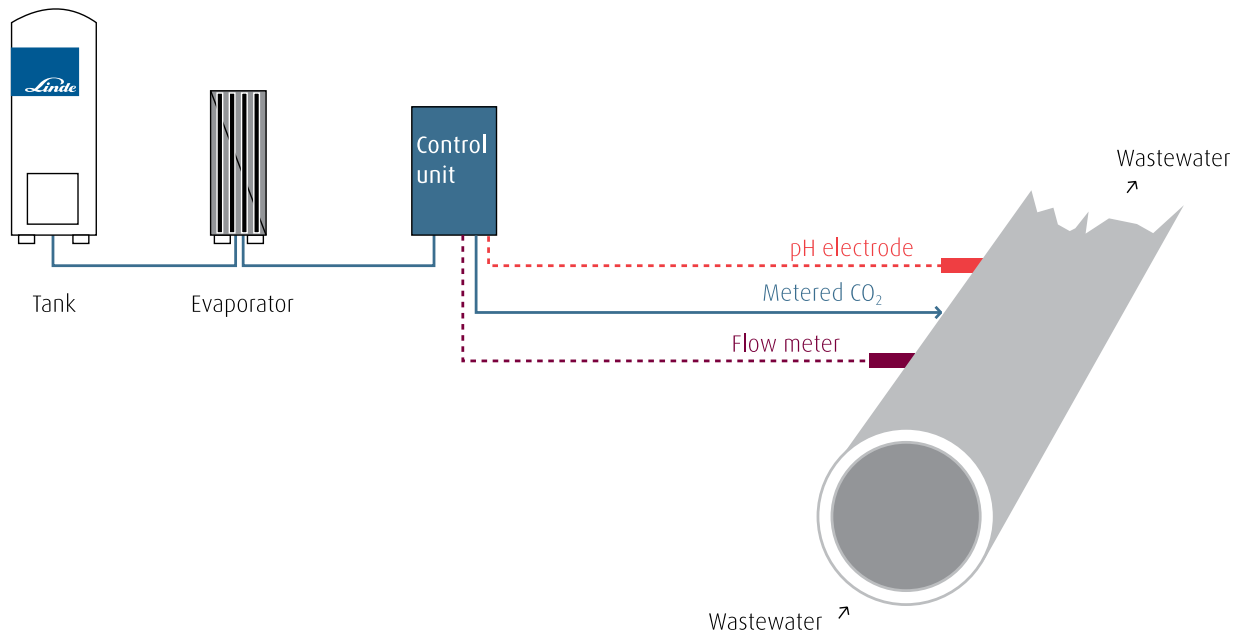 Linde
Control
unit
Wastewater
pH electrode
Metered CO₂
Tank
Evaporator
Flow meter
Wastewater